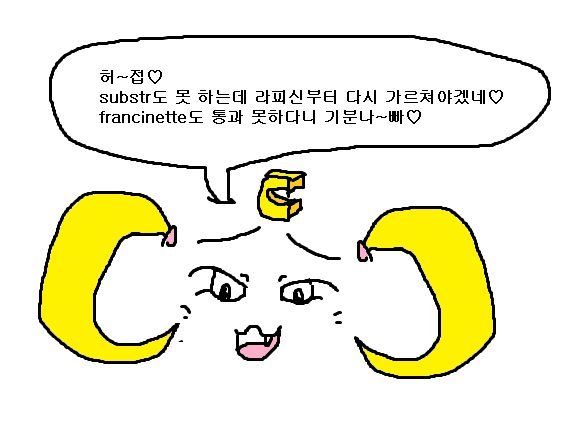 허~접♡
substr도 못 하는데 라피신부터 다시 가르쳐야겠네♡
francinette도 통과 못하다니 기분나~빠♡